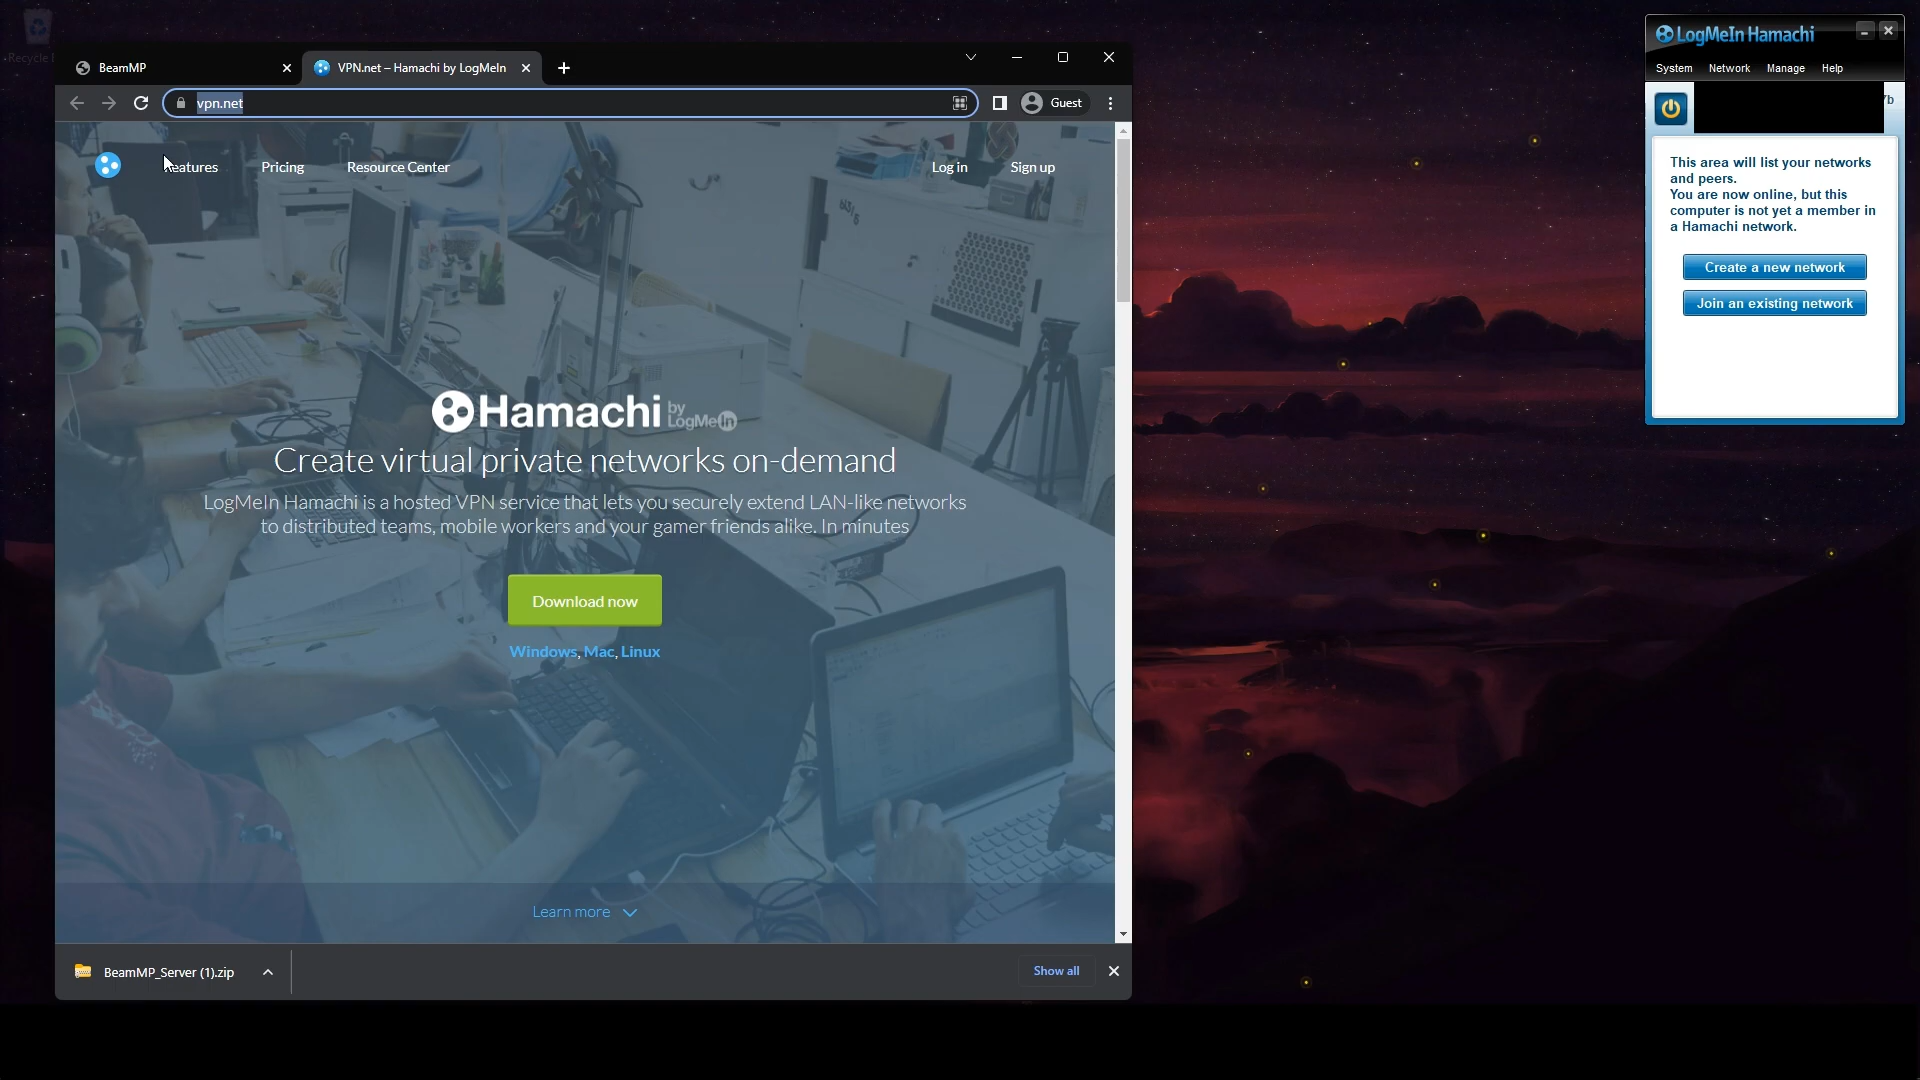 Recycle
BeamMP
VPN.net – Hamachi by LogMeIn
vpn.net
Guest
Features
Pricing
Resource Center
Log in
Sign up
Hamachi by LogMeIn
Create virtual private networks on-demand
LogMeIn Hamachi is a hosted VPN service that lets you securely extend LAN-like networks
to distributed teams, mobile workers and your gamer friends alike. In minutes
Download now
Windows, Mac, Linux
Learn more
BeamMP_Server (1).zip
Show all
LogMeIn Hamachi
System Network Manage Help
This area will list your networks
and peers.
You are now online, but this
computer is not yet a member in
a Hamachi network.
Create a new network
Join an existing network